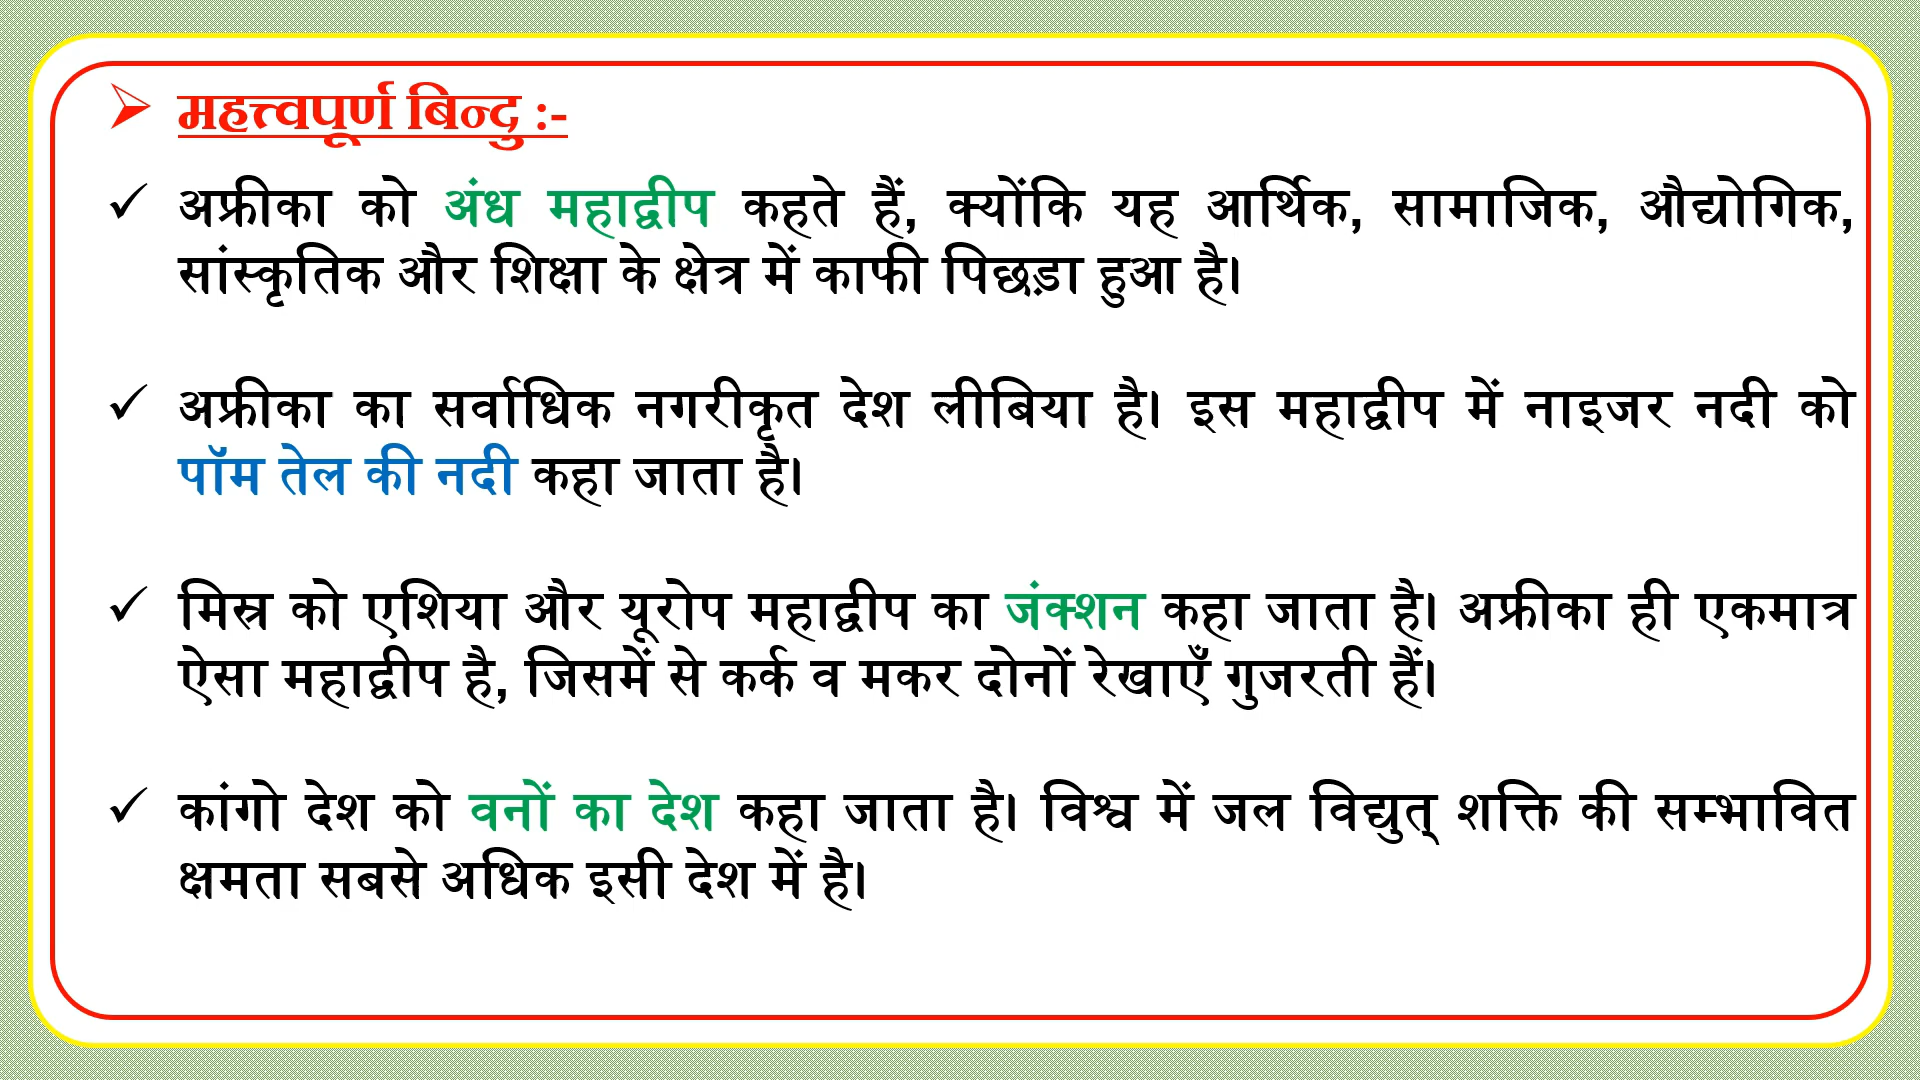 महत्त्वपूर्ण बिन्दु :-
अफ्रीका को अंध महाद्वीप कहते हैं, क्योंकि यह आर्थिक, सामाजिक, औद्योगिक,
सांस्कृतिक और शिक्षा के क्षेत्र में काफी पिछड़ा हुआ है।
अफ्रीका का सर्वाधिक नगरीकृत देश लीबिया है। इस महाद्वीप में नाइजर नदी को
पॉम तेल की नदी कहा जाता है।
मिस्र को एशिया और यूरोप महाद्वीप का जंक्शन कहा जाता है। अफ्रीका ही एकमात्र
ऐसा महाद्वीप है, जिसमें से कर्क व मकर दोनों रेखाएँ गुजरती हैं।
कांगो देश को वनों का देश कहा जाता है। विश्व में जल विद्युत् शक्ति की सम्भावित
क्षमता सबसे अधिक इसी देश में है।